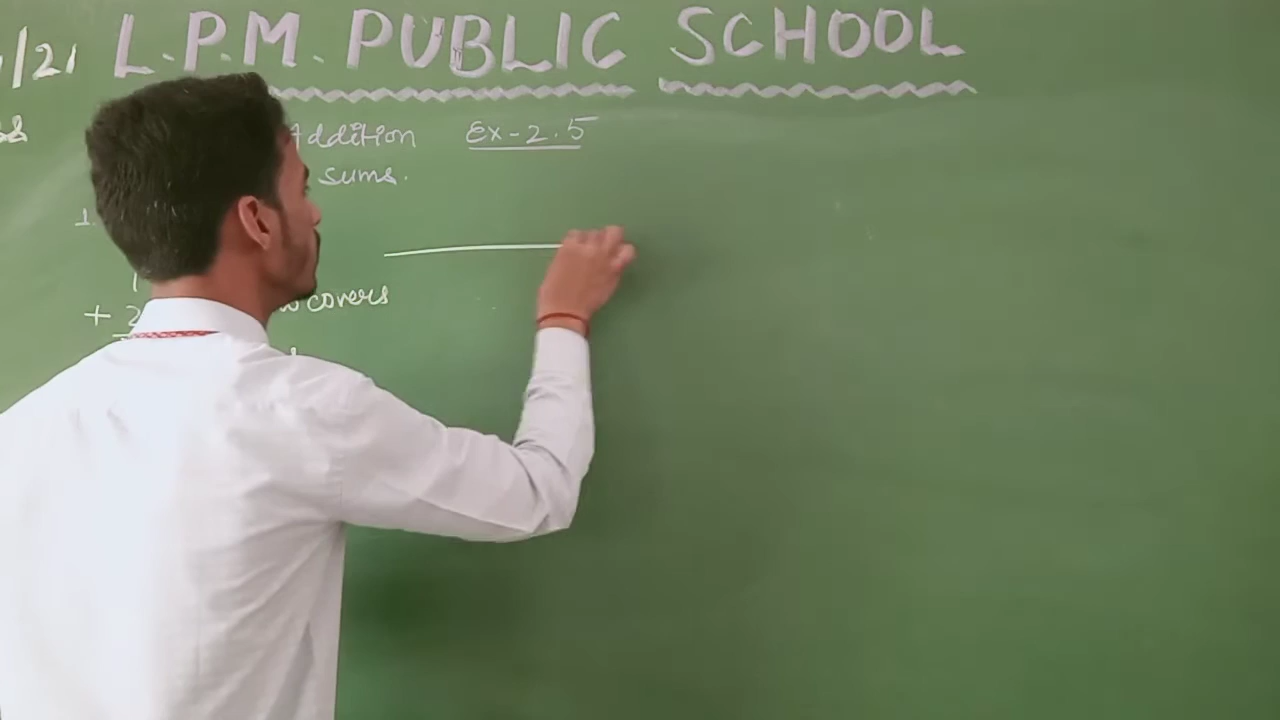 /21 L.P.M. PUBLIC SCHOOL
Addition Ex-2.5
sums.
1.
covers
+ 2